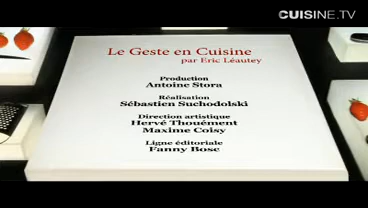 CUISINE.TV
Le Geste en Cuisine
par Eric Léautey
Production
Antoine Stora
Réalisation
Sébastien Suchodolski
Direction artistique
Hervé Thouément
Maxime Coisy
Ligne éditoriale
Fanny Bosc